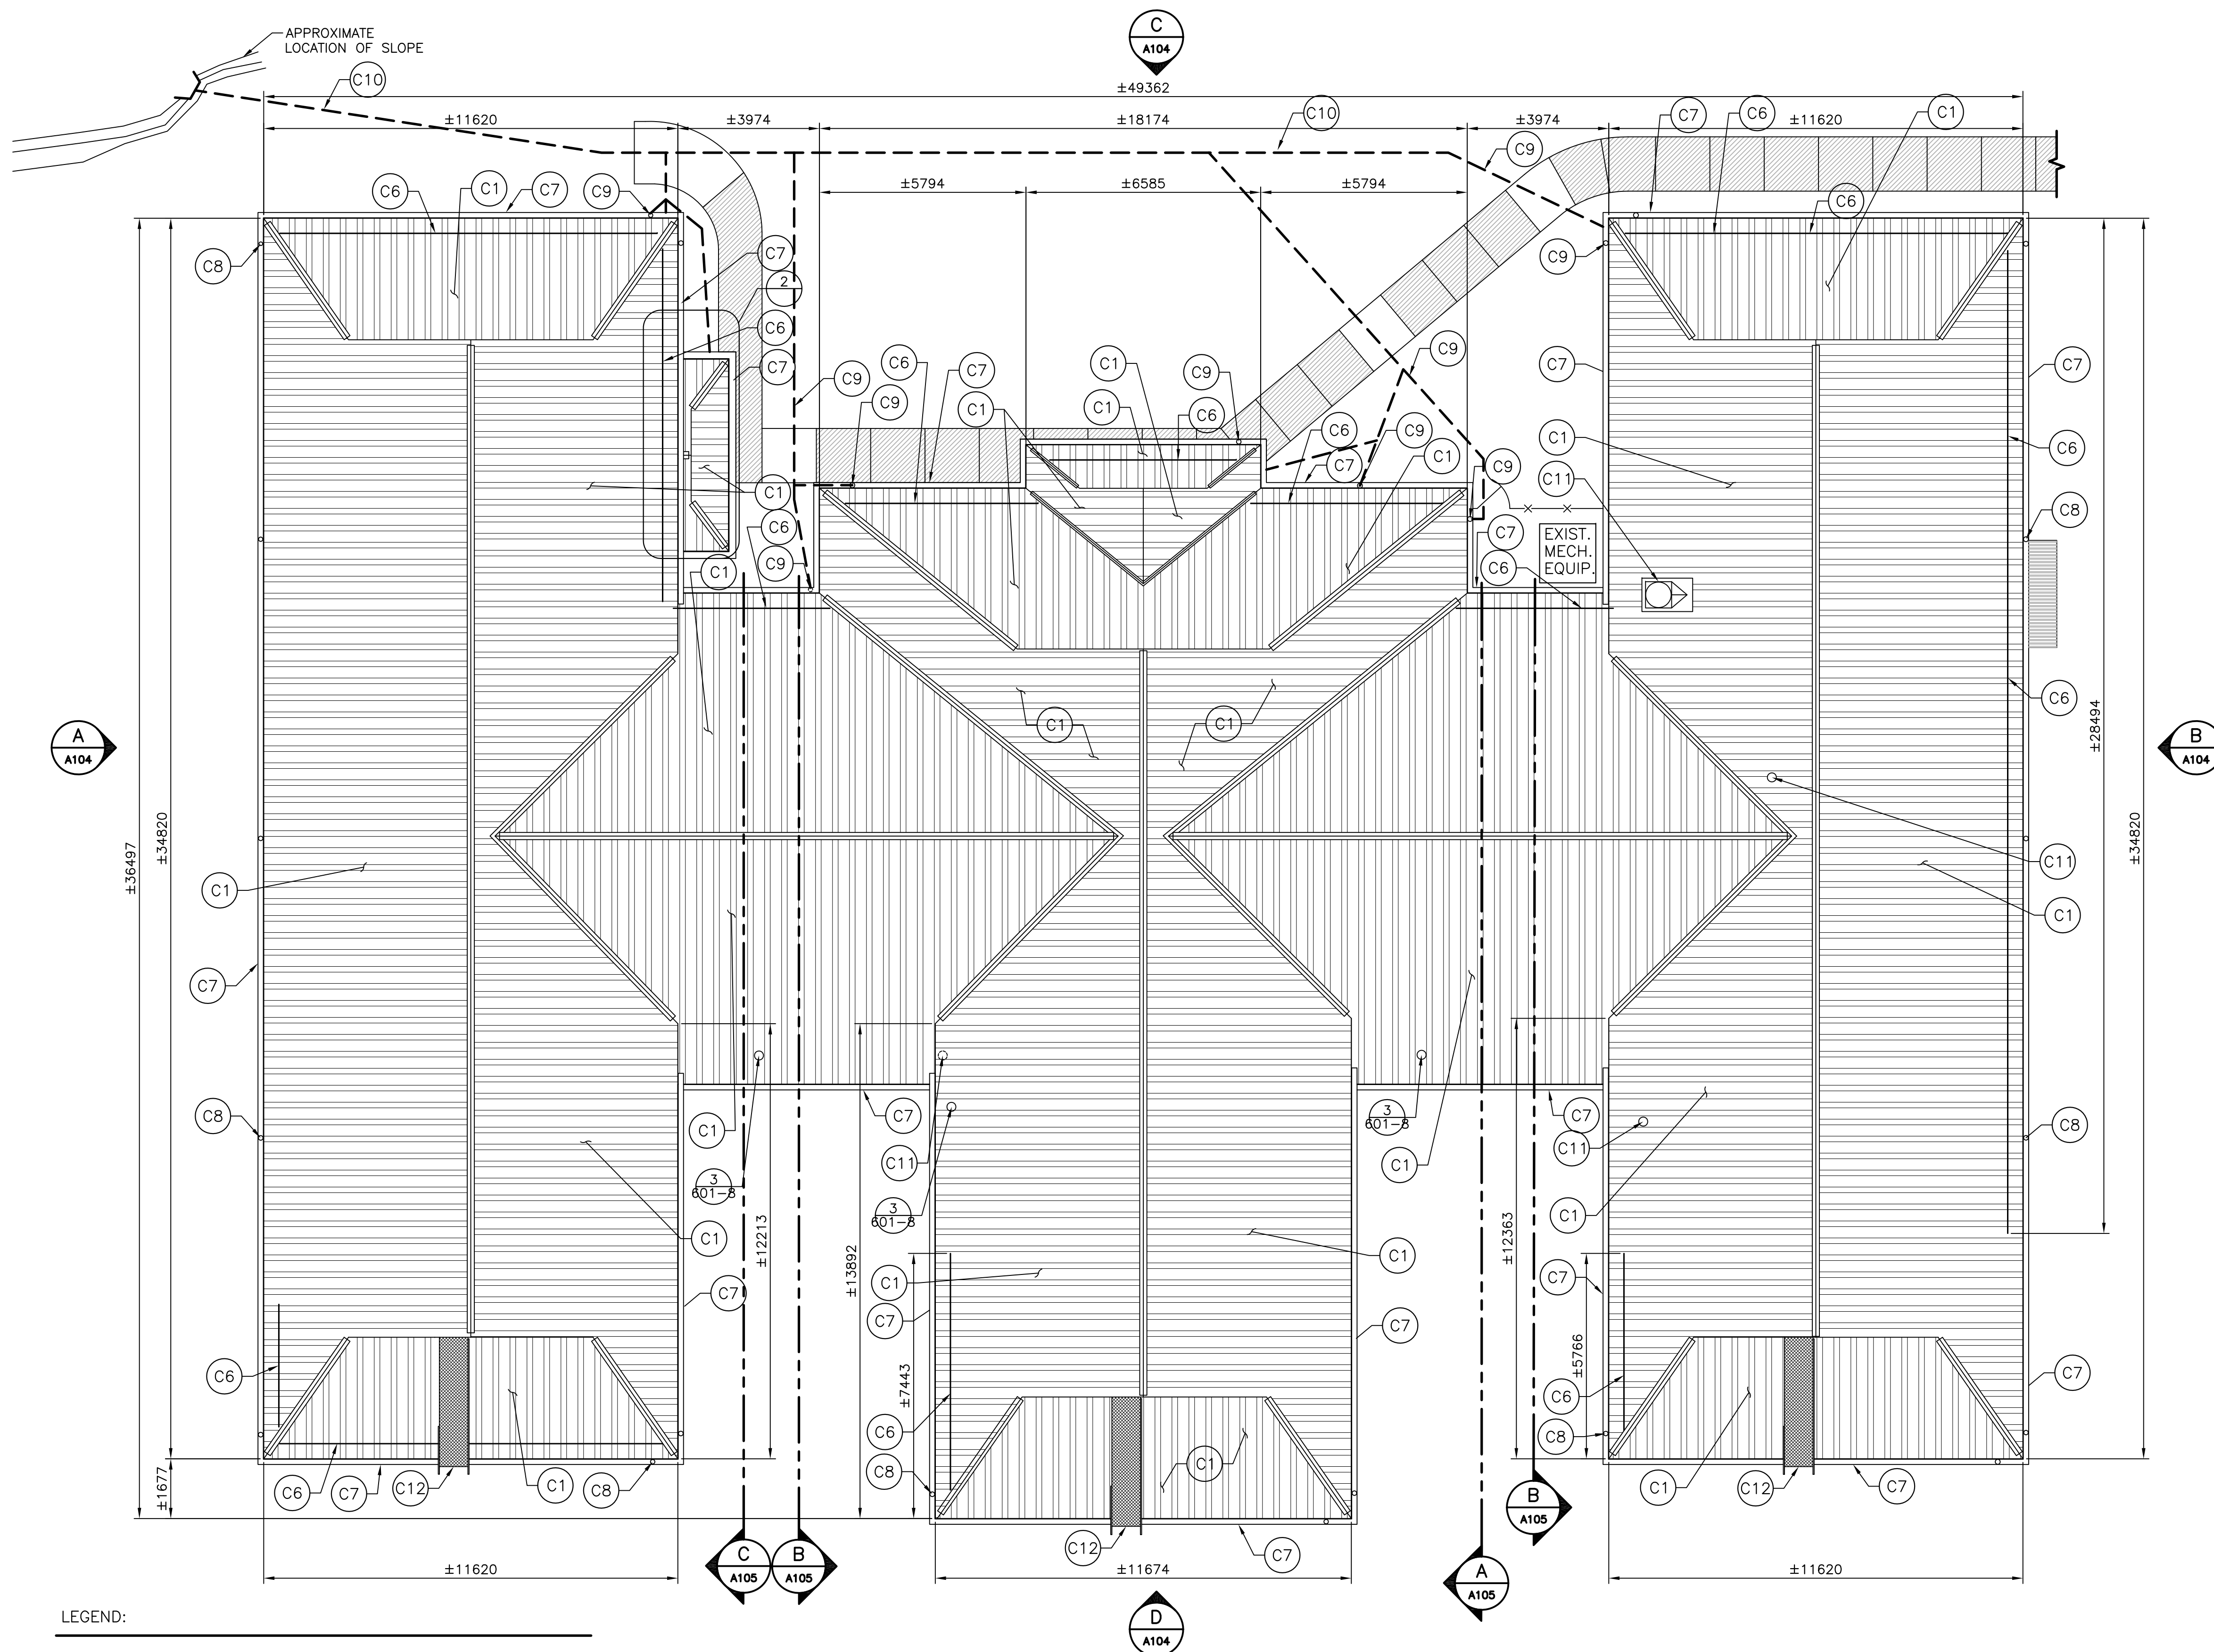 APPROXIMATE
LOCATION OF SLOPE
C
A104
C10
±49362
±11620
±3974
±18174
C10
±3974
±11620
C7
C6
C1
C9
±5794
±6585
±5794
C6
C1
C7
C9
C6
C8
C7
C9
2
C6
C7
C9
C6
C7
C1
C9
C9
C7
C7
C9
C1
C1
C6
C6
C9
C7
C1
C1
C6
C1
C9
C11
C1
C6
C9
C7
EXIST.
MECH.
EQUIP.
C8
C1
C6
C6
C1
C1
±28494
A
A104
B
A104
±36497
±34820
±34820
C1
C11
C1
C7
C8
C1
C7
3
601-8
C7
C8
C11
C1
C11
3
601-8
3
601-8
C1
C1
±12213
±13892
±12363
C1
C1
C7
C7
C7
C7
±7443
±5766
C6
C6
C6
C7
C8
C1
C8
±1677
C6
C7
C12
C1
C8
C1
C12
C7
B
A105
C12
C7
C
A105
B
A105
A
A105
±11620
±11674
±11620
LEGEND:
D
A104